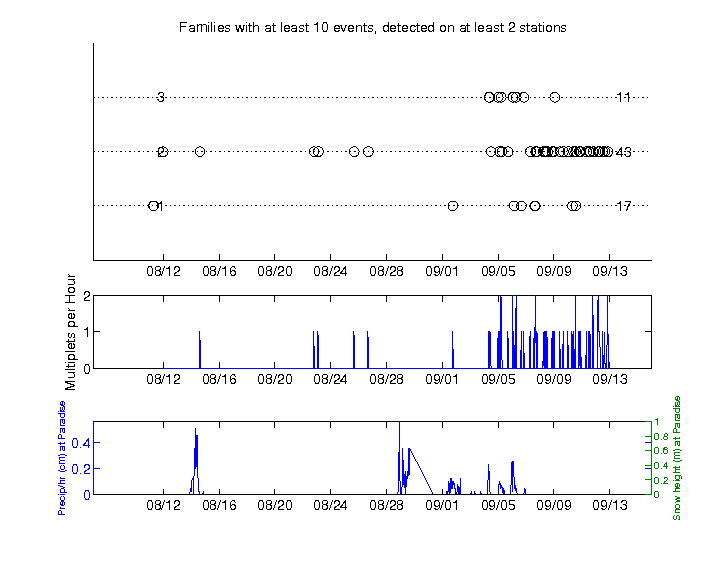 Families with at least 10 events, detected on at least 2 stations
3 11
2 43
1 17
08/12 08/16 08/20 08/24 08/28 09/01 09/05 09/09 09/13
Multiplets per Hour
2
1
0
08/12 08/16 08/20 08/24 08/28 09/01 09/05 09/09 09/13
Precip/hr (cm) at Paradise
0.4
0.2
0
1
0.8
0.6
0.4
0.2
0
Snow height (m) at Paradise
08/12 08/16 08/20 08/24 08/28 09/01 09/05 09/09 09/13